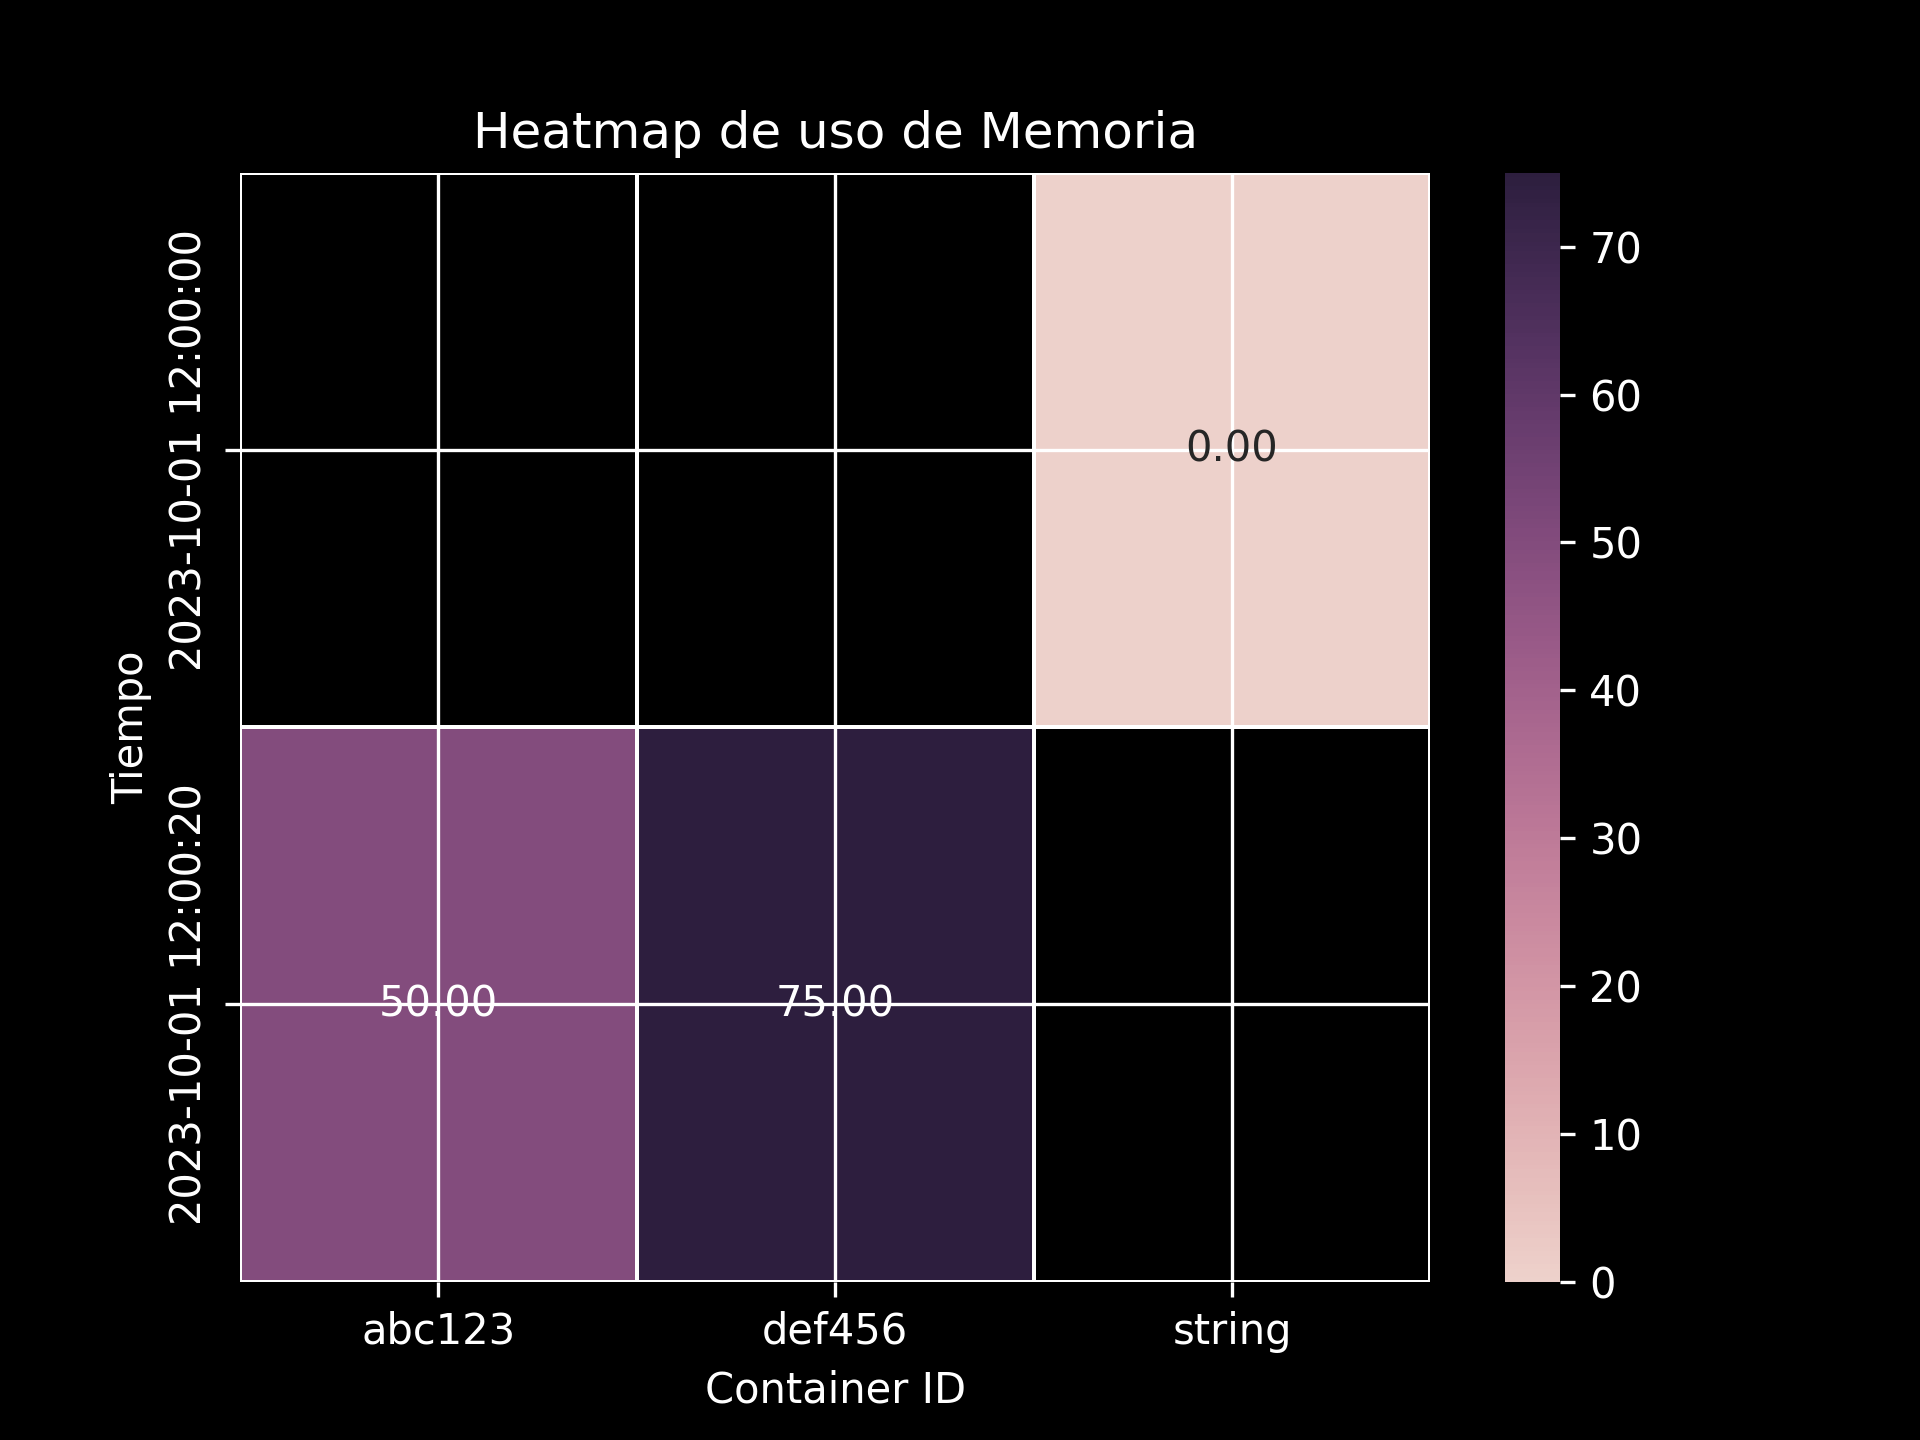 Heatmap de uso de Memoria
Tiempo
2023-10-01 12:00:00
2023-10-01 12:00:20
0.00
50.00
75.00
abc123
def456
string
Container ID
70
60
50
40
30
20
10
0